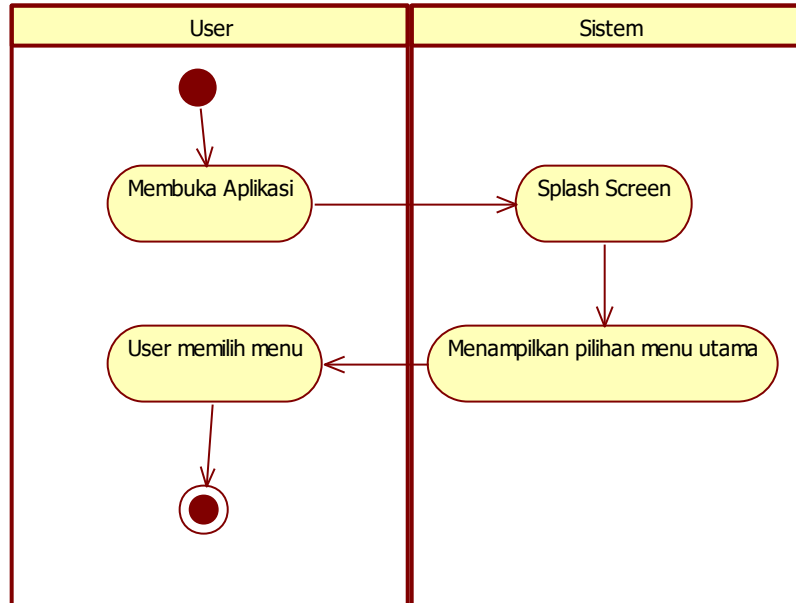 User
Sistem
Membuka Aplikasi
Splash Screen
User memilih menu
Menampilkan pilihan menu utama